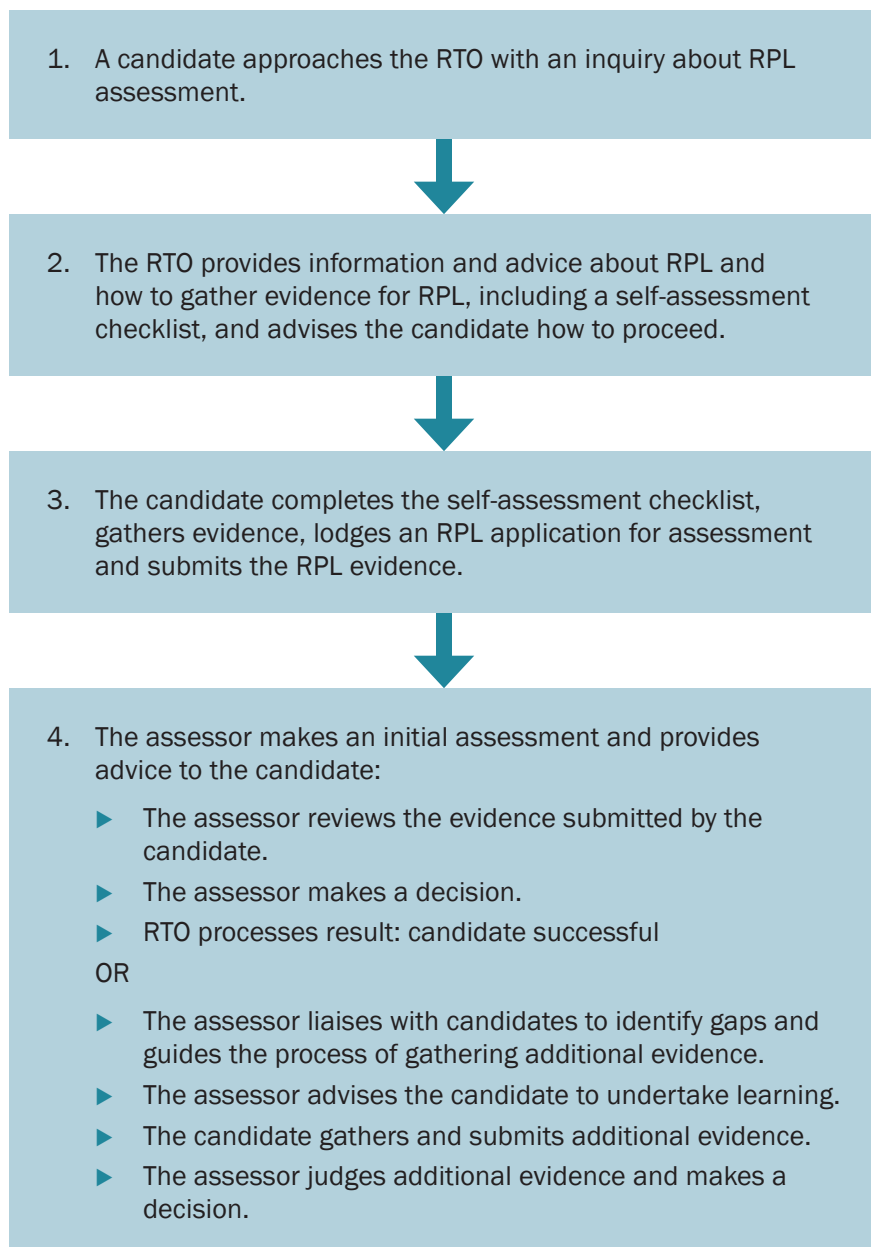 1. A candidate approaches the RTO with an inquiry about RPL
assessment.
2. The RTO provides information and advice about RPL and
how to gather evidence for RPL, including a self-assessment
checklist, and advises the candidate how to proceed.
3. The candidate completes the self-assessment checklist,
gathers evidence, lodges an RPL application for assessment
and submits the RPL evidence.
4. The assessor makes an initial assessment and provides
advice to the candidate:
▶ The assessor reviews the evidence submitted by the
candidate.
▶ The assessor makes a decision.
▶ RTO processes result: candidate successful
OR
▶ The assessor liaises with candidates to identify gaps and
guides the process of gathering additional evidence.
▶ The assessor advises the candidate to undertake learning.
▶ The candidate gathers and submits additional evidence.
▶ The assessor judges additional evidence and makes a
decision.